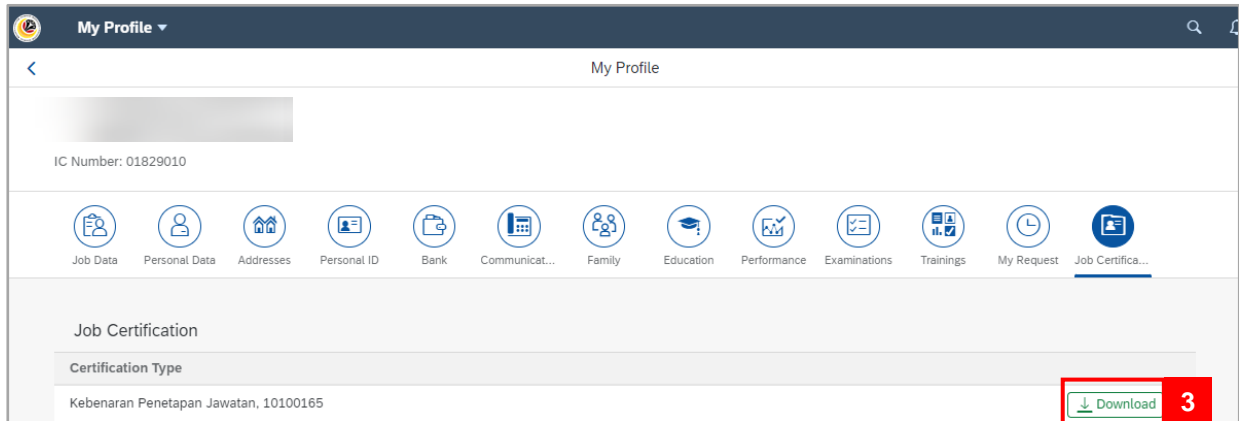 My Profile
My Profile
IC Number: 01829010
Job Data Personal Data Addresses Personal ID Bank Communicat... Family Education Performance Examinations Trainings My Request Job Certifica...
Job Certification
Certification Type
Kebenaran Penetapan Jawatan, 10100165
Download 3